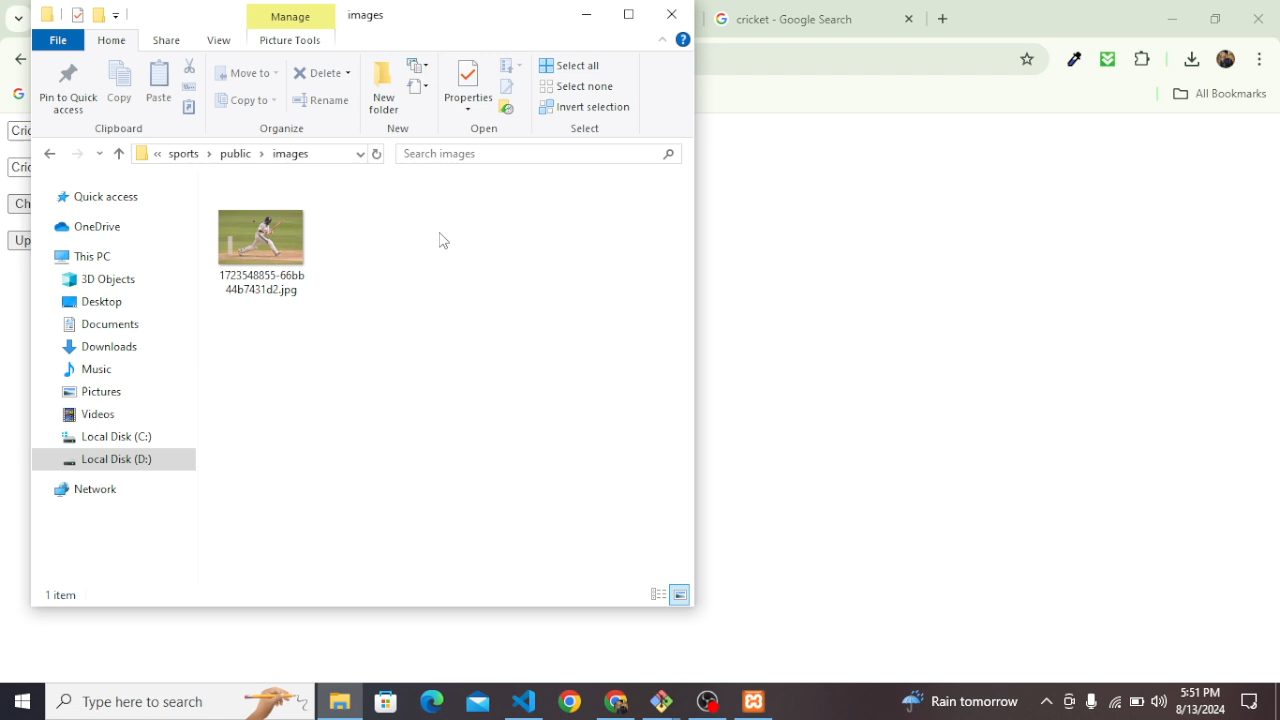 Manage
images
cricket - Google Search
File
Home
Share
View
Picture Tools
Pin to Quick access
Copy
Paste
Move to
Copy to
Delete
Rename
New folder
Properties
Select all
Select none
Invert selection
Clipboard
Organize
New
Open
Select
All Bookmarks
« sports › public › images
Search images
Cric
Cric
Ch
Up
Quick access
OneDrive
This PC
3D Objects
Desktop
Documents
Downloads
Music
Pictures
Videos
Local Disk (C:)
Local Disk (D:)
Network
1723548855-66bb
44b7431d2.jpg
1 item
Type here to search
Rain tomorrow
5:51 PM
8/13/2024